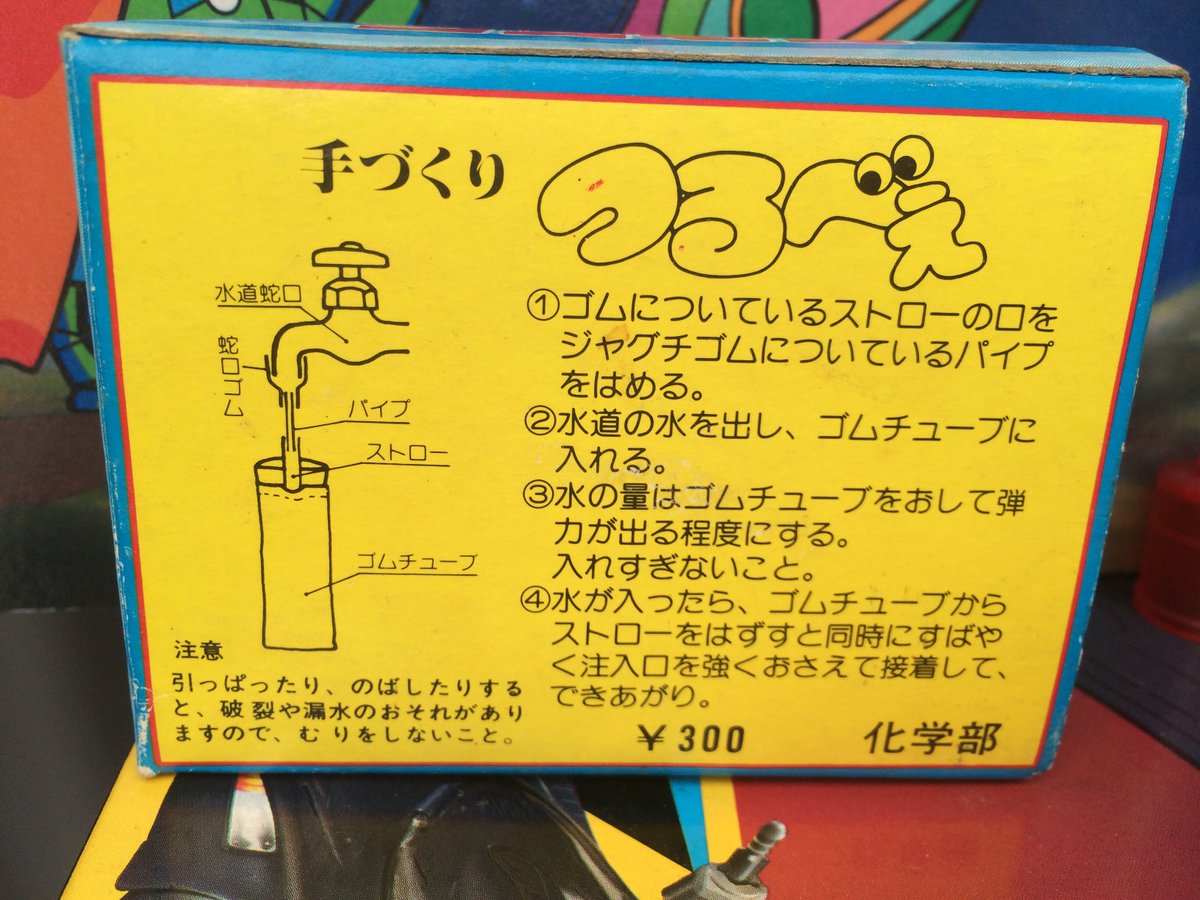 手づくり
つるべえ
水道蛇口
蛇口ゴム
パイプ
ストロー
ゴムチューブ
注意
引っぱったり、のばしたりする
と、破裂や漏水のおそれがあり
ますので、むりをしないこと。
①ゴムについているストローの口を
ジャグチゴムについているパイプ
をはめる。
②水道の水を出し、ゴムチューブに
入れる。
③水の量はゴムチューブをおして弾
力が出る程度にする。
入れすぎないこと。
④水が入ったら、ゴムチューブから
ストローをはずすと同時にすばや
く注入口を強くおさえて接着して、
できあがり。
¥300
化学部